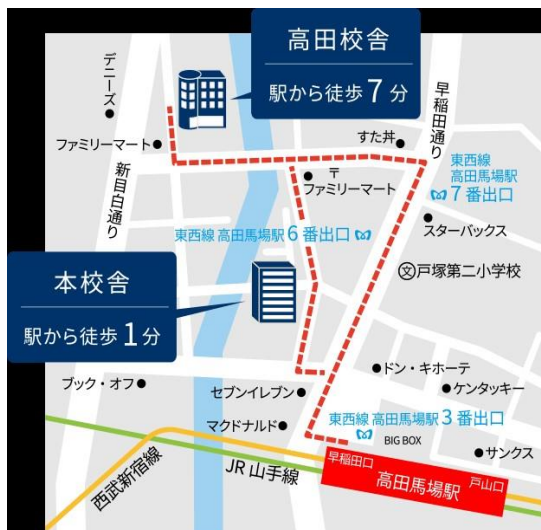 高田校舎
駅から徒歩7分
デニーズ
ファミリーマート
新目白通り
すた丼
早稲田通り
〒
ファミリーマート
東西線
高田馬場駅
7番出口
スターバックス
東西線 高田馬場駅6番出口
文戸塚第二小学校
本校舎
駅から徒歩1分
ブック・オフ
セブンイレブン
マクドナルド
ドン・キホーテ
ケンタッキー
東西線 高田馬場駅3番出口
BIG BOX
サンクス
西武新宿線
JR山手線
早稲田口
高田馬場駅
戸山口